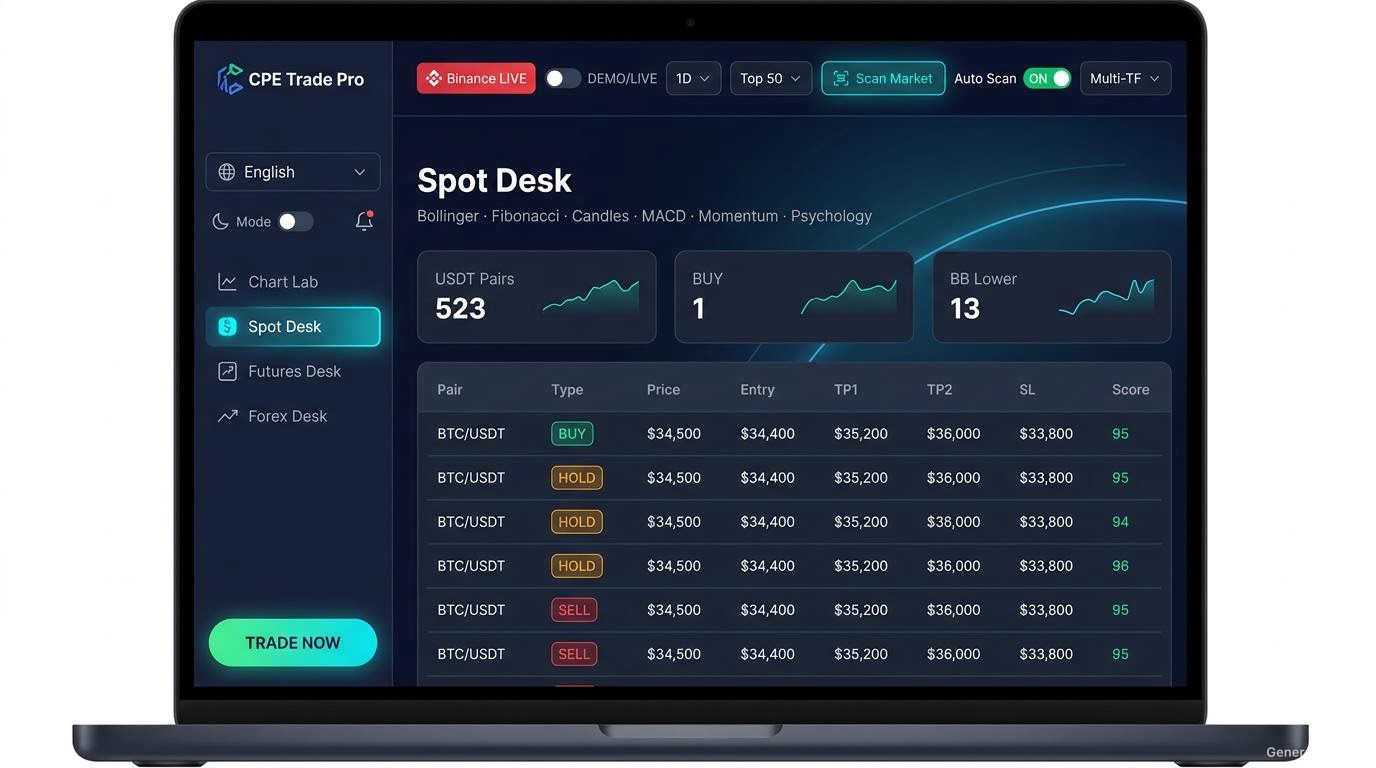 CPE Trade Pro
Binance LIVE DEMO/LIVE 1D Top 50 Scan Market Auto Scan ON Multi-TF
English
Mode
Chart Lab
Spot Desk
Futures Desk
Forex Desk
TRADE NOW
Spot Desk
Bollinger · Fibonacci · Candles · MACD · Momentum · Psychology
USDT Pairs
523
BUY
1
BB Lower
13
Pair Type Price Entry TP1 TP2 SL Score
BTC/USDT BUY $34,500 $34,400 $35,200 $36,000 $33,800 95
BTC/USDT HOLD $34,500 $34,400 $35,200 $36,000 $33,800 95
BTC/USDT HOLD $34,500 $34,400 $35,200 $38,000 $33,800 94
BTC/USDT HOLD $34,500 $34,400 $35,200 $36,000 $33,800 96
BTC/USDT SELL $34,500 $34,400 $35,200 $36,000 $33,800 95
BTC/USDT SELL $34,500 $34,400 $35,200 $36,000 $33,800 95
Gener